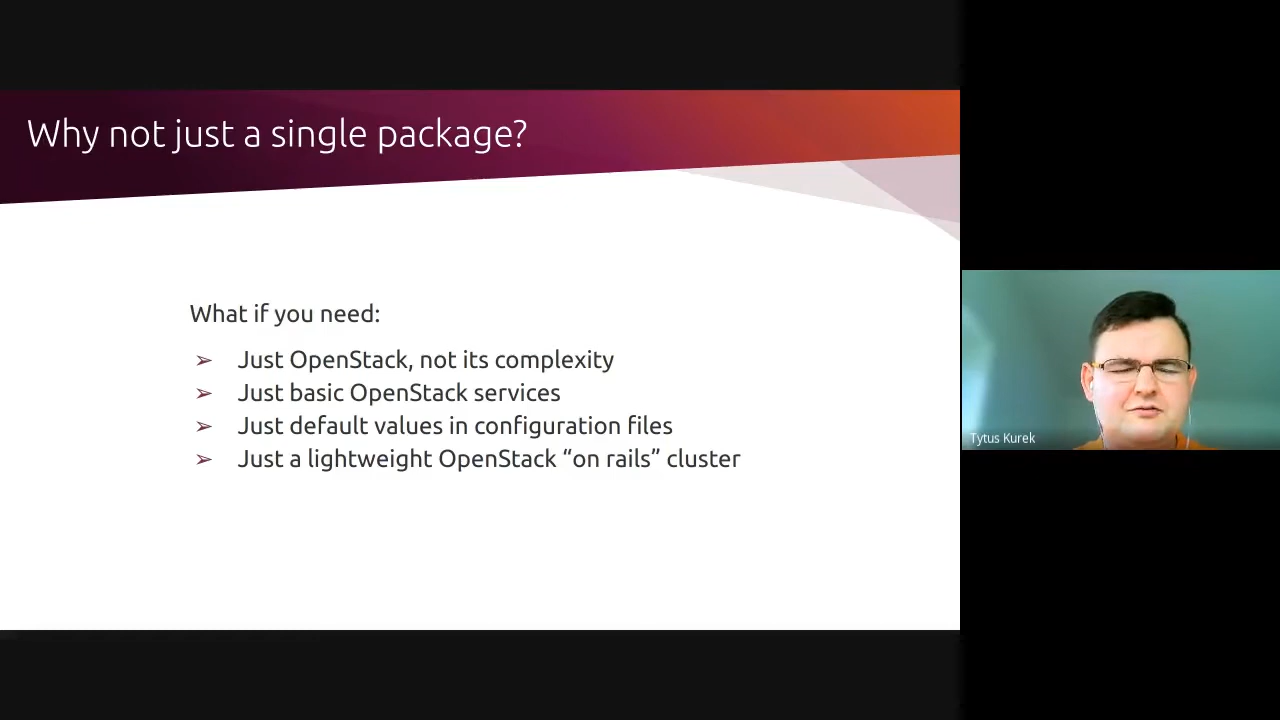 Why not just a single package?
What if you need:
➢ Just OpenStack, not its complexity
➢ Just basic OpenStack services
➢ Just default values in configuration files
➢ Just a lightweight OpenStack “on rails” cluster
Tytus Kurek